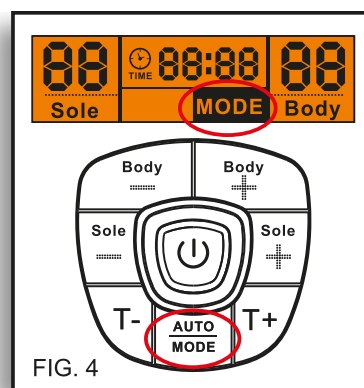 88 TIME 88:88 88
Sole MODE Body
Body Body
Sole Sole
T- AUTO T+
MODE
FIG. 4